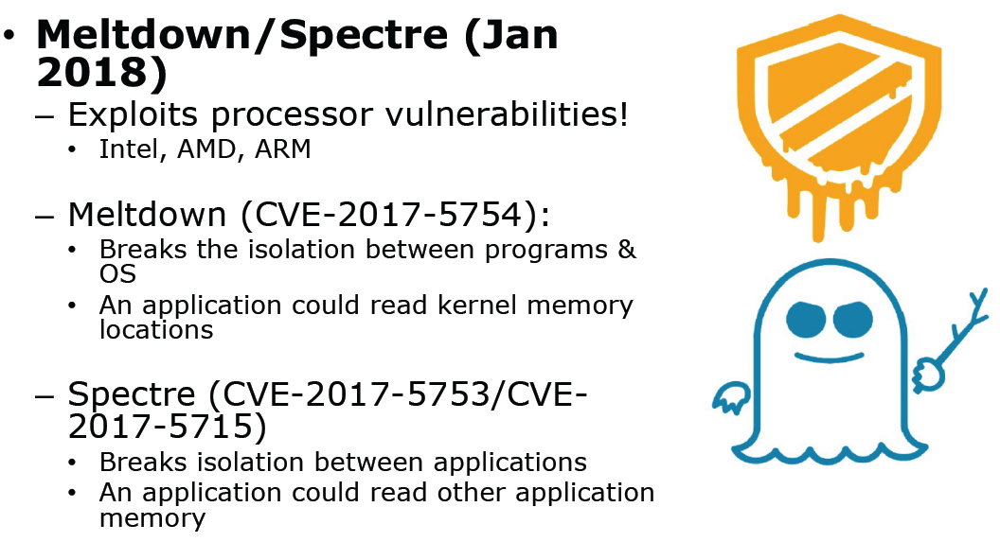 • Meltdown/Spectre (Jan
2018)
– Exploits processor vulnerabilities!
• Intel, AMD, ARM
– Meltdown (CVE-2017-5754):
• Breaks the isolation between programs &
OS
• An application could read kernel memory
locations
– Spectre (CVE-2017-5753/CVE-
2017-5715)
• Breaks isolation between applications
• An application could read other application
memory